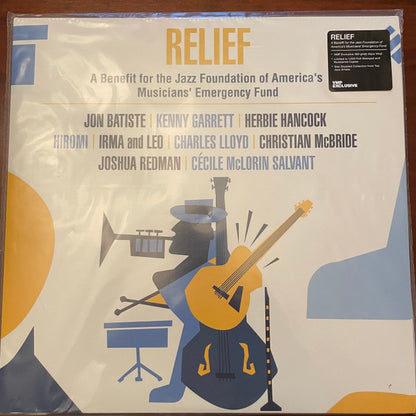 RELIEF
A Benefit for the Jazz Foundation of America's
Musicians' Emergency Fund
JON BATISTE | KENNY GARRETT | HERBIE HANCOCK
HIROMI | IRMA and LEO | CHARLES LLOYD | CHRISTIAN McBRIDE
JOSHUA REDMAN | CÉCILE McLORIN SALVANT
RELIEF
A Benefit for the Jazz Foundation of
America's Musicians' Emergency Fund
VMP
EXCLUSIVE